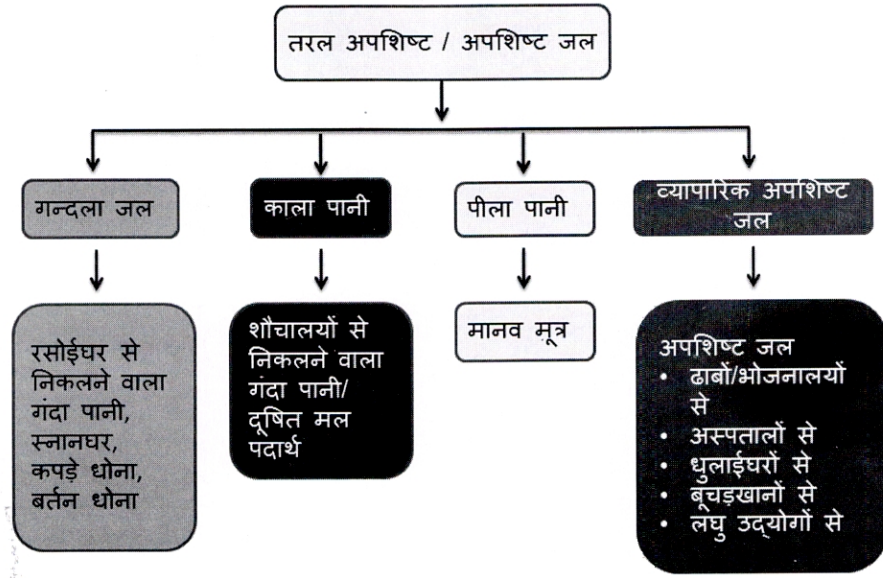 तरल अपशिष्ट / अपशिष्ट जल
गन्दला जल
काला पानी
पीला पानी
व्यापारिक अपशिष्ट
जल
रसोईघर से
निकलने वाला
गंदा पानी,
स्नानघर,
कपड़े धोना,
बर्तन धोना
शौचालयों से
निकलने वाला
गंदा पानी/
दूषित मल
पदार्थ
मानव मूत्र
अपशिष्ट जल
• ढाबों/भोजनालयों
से
• अस्पतालों से
• धुलाईघरों से
• बूचड़खानों से
• लघु उद्योगों से